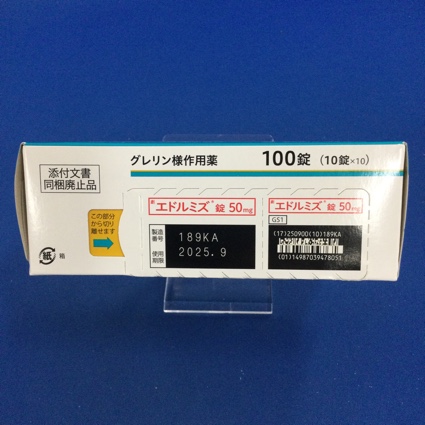 グレリン様作用薬
100錠 (10錠×10)
添付文書
同梱廃止品
この部分
から切り
離せます
エドルミズ®錠 50mg
製造
番号
189KA
使用
期限
2025.9
エドルミズ®錠 50mg
GS1
(17)250900(10)189KA
(01)14987039478051
紙
箱